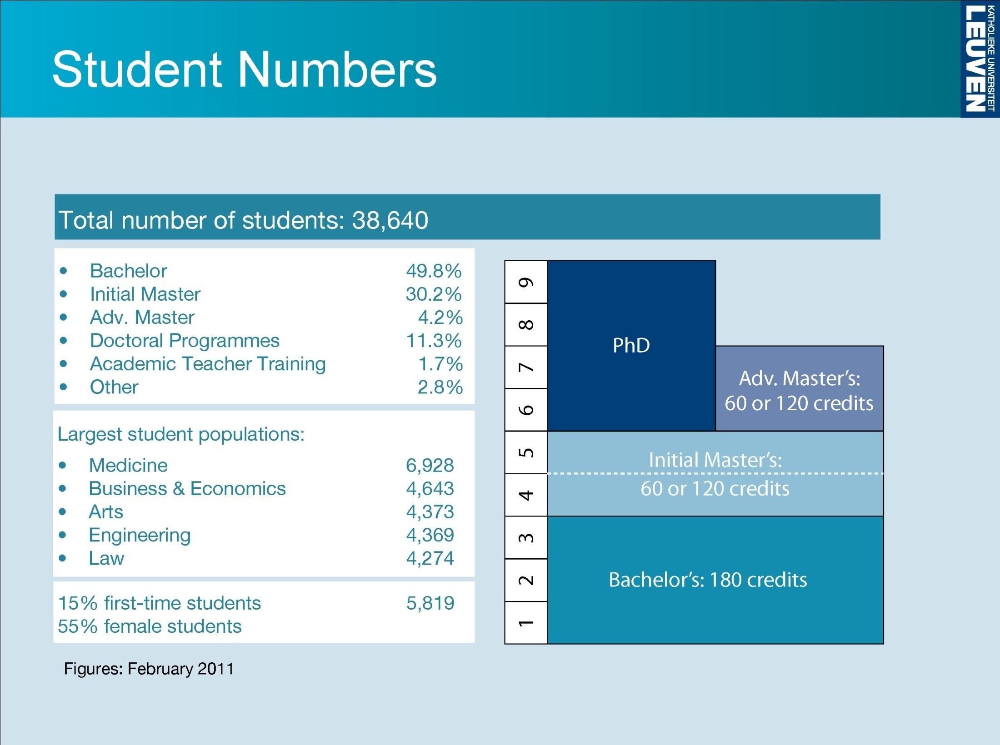 Student Numbers
KATHOLIEKE UNIVERSITEIT
LEUVEN
Total number of students: 38,640
• Bachelor 49.8%
• Initial Master 30.2%
• Adv. Master 4.2%
• Doctoral Programmes 11.3%
• Academic Teacher Training 1.7%
• Other 2.8%
Largest student populations:
• Medicine 6,928
• Business & Economics 4,643
• Arts 4,373
• Engineering 4,369
• Law 4,274
15% first-time students 5,819
55% female students
Figures: February 2011
9
8
7
6
5
4
3
2
1
PhD
Adv. Master's:
60 or 120 credits
Initial Master's:
60 or 120 credits
Bachelor's: 180 credits